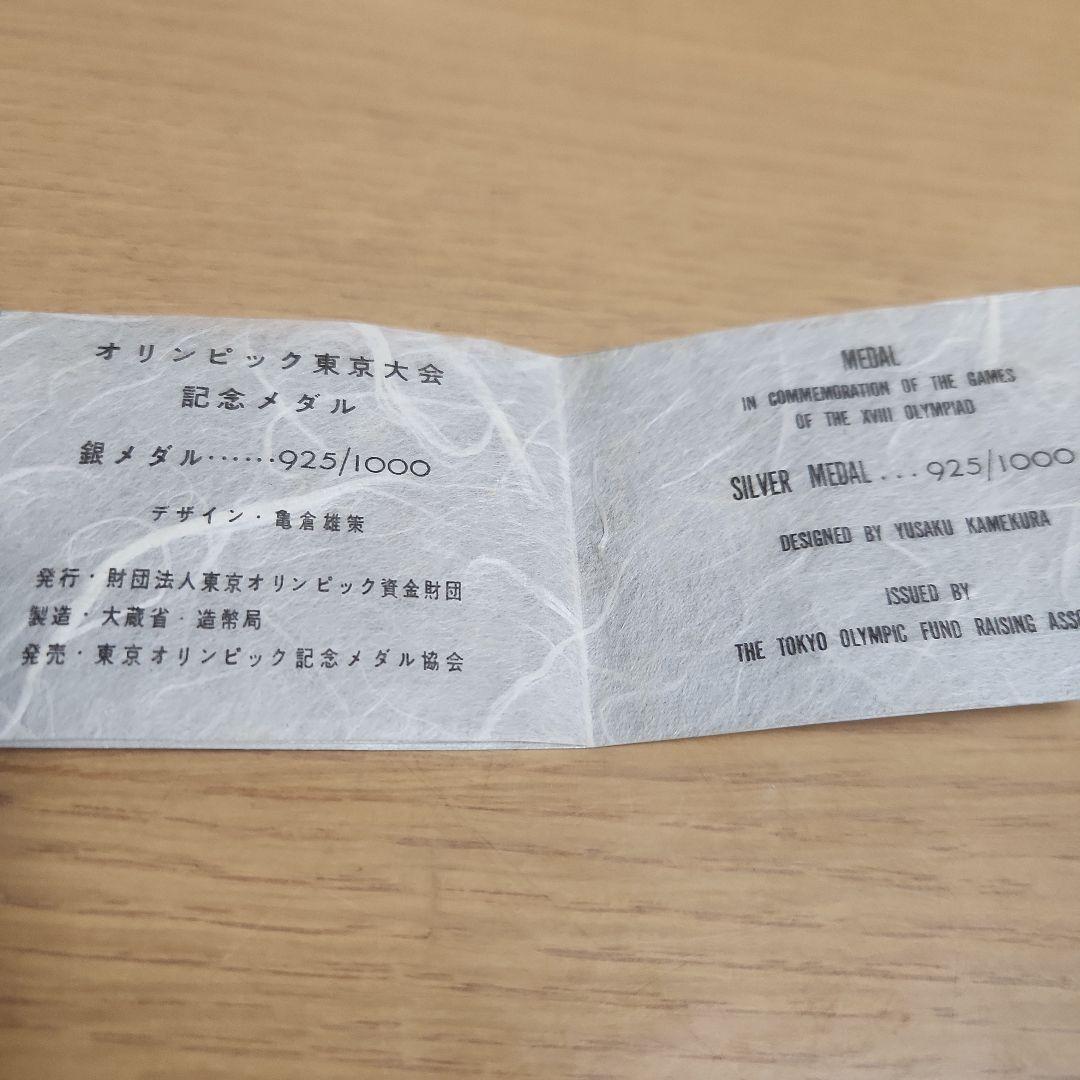 オリンピック東京大会
記念メダル
銀メダル······925/1000
デザイン・亀倉雄策
発行・財団法人東京オリンピック資金財団
製造・大蔵省・造幣局
発売・東京オリンピック記念メダル協会
MEDAL
IN COMMEMORATION OF THE GAMES
OF THE XVIII OLYMPIAD
SILVER MEDAL...925/1000
DESIGNED BY YUSAKU KAMEKURA
ISSUED BY
THE TOKYO OLYMPIC FUND RAISING